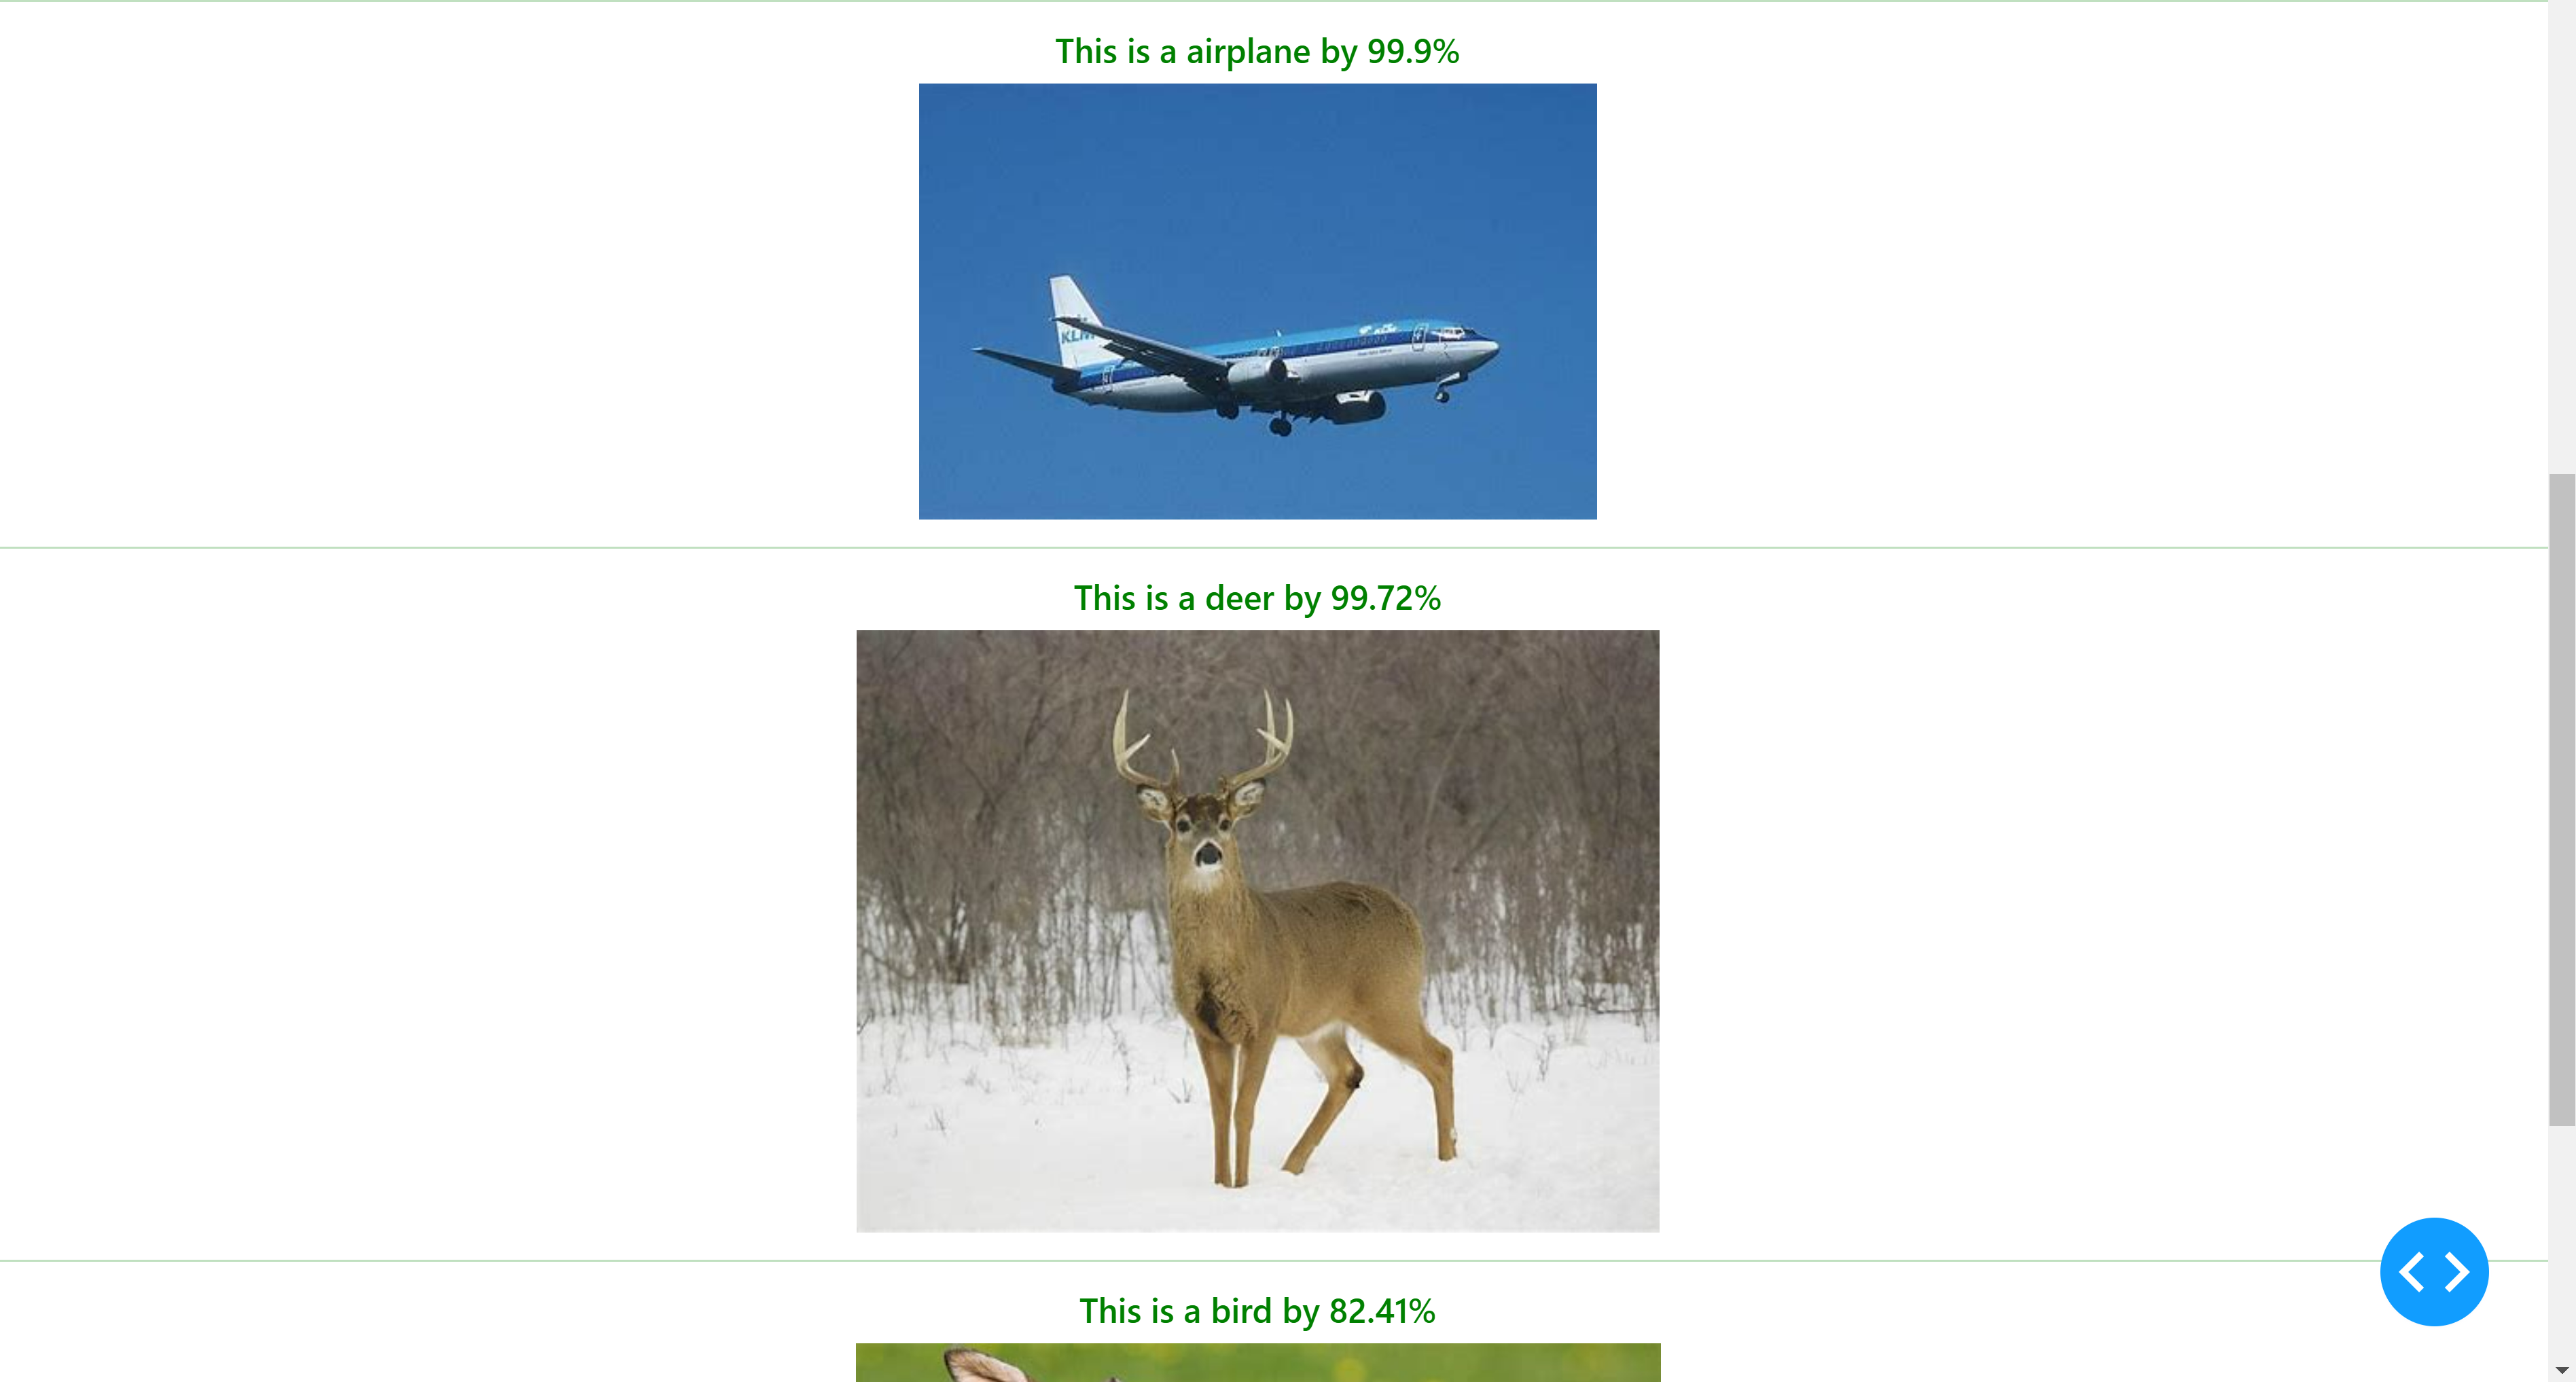 This is a airplane by 99.9%
KLM
KLM
This is a deer by 99.72%
This is a bird by 82.41%